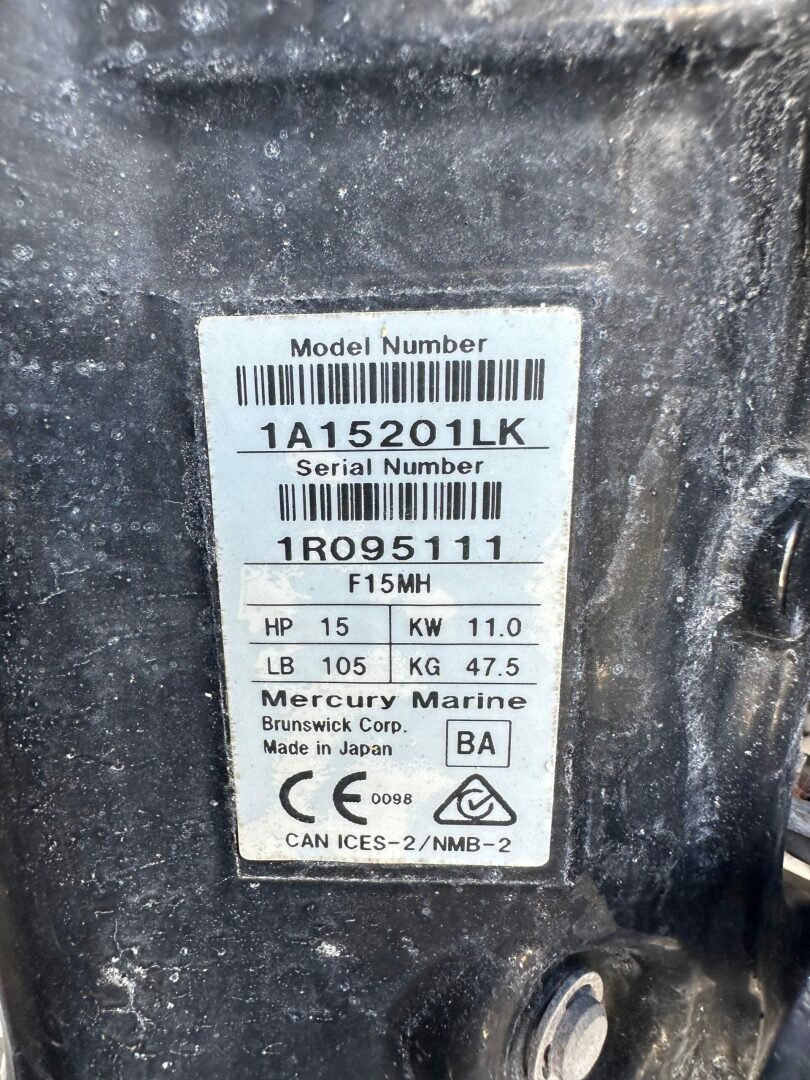 Model Number
1A15201LK
Serial Number
1R095111
F15MH
HP 15 KW 11.0
LB 105 KG 47.5
Mercury Marine
Brunswick Corp.
Made in Japan
BA
CE 0098
CAN ICES-2/NMB-2